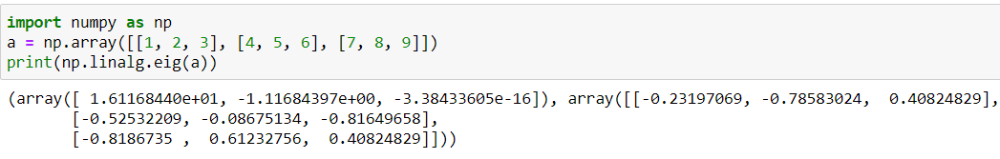 import numpy as np
a = np.array([[1, 2, 3], [4, 5, 6], [7, 8, 9]])
print(np.linalg.eig(a))
(array([ 1.61168440e+01, -1.11684397e+00, -3.38433605e-16]), array([[-0.23197069, -0.78583024,  0.40824829],
       [-0.52532209, -0.08675134, -0.81649658],
       [-0.8186735 ,  0.61232756,  0.40824829]]))